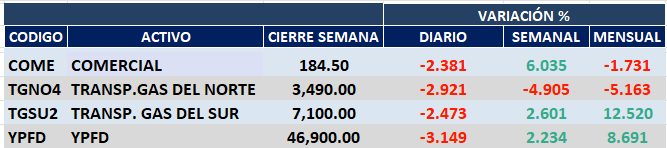 VARIACIÓN %
CODIGO ACTIVO CIERRE SEMANA DIARIO SEMANAL MENSUAL
COME COMERCIAL 184.50 -2.381 6.035 -1.731
TGNO4 TRANSP.GAS DEL NORTE 3,490.00 -2.921 -4.905 -5.163
TGSU2 TRANSP. GAS DEL SUR 7,100.00 -2.473 2.601 12.520
YPFD YPFD 46,900.00 -3.149 2.234 8.691